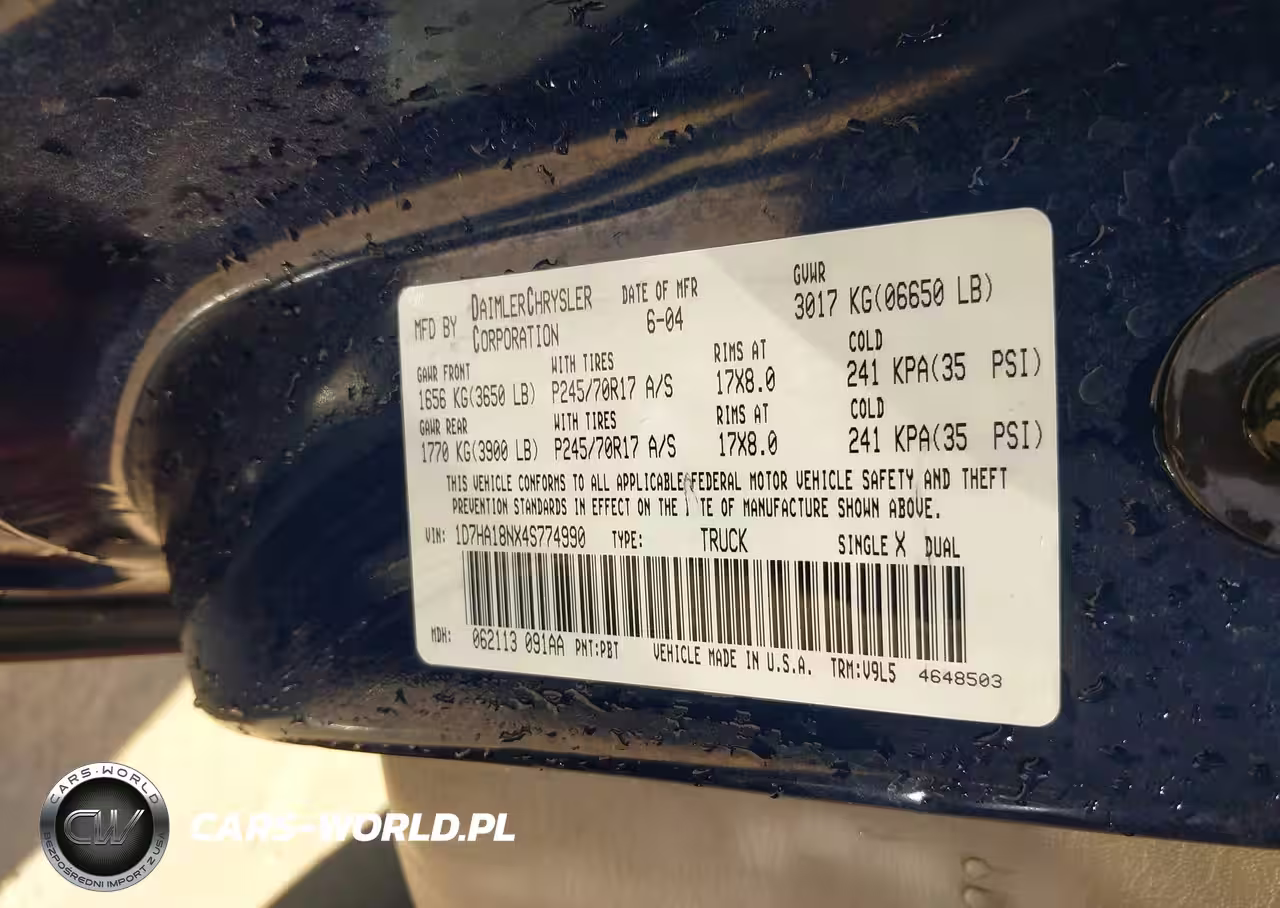 MFD BY DAIMLERCHRYSLER CORPORATION DATE OF MFR 6-04 GVWR 3017 KG(06650 LB)
GAWR FRONT WITH TIRES RIMS AT COLD
1656 KG(3650 LB) P245/70R17 A/S 17X8.0 241 KPA(35 PSI)
GAWR REAR WITH TIRES RIMS AT COLD
1770 KG(3900 LB) P245/70R17 A/S 17X8.0 241 KPA(35 PSI)
THIS VEHICLE CONFORMS TO ALL APPLICABLE FEDERAL MOTOR VEHICLE SAFETY AND THEFT
PREVENTION STANDARDS IN EFFECT ON THE TE OF MANUFACTURE SHOWN ABOVE.
VIN: 1D7HA18NX4S774990 TYPE: TRUCK SINGLE X DUAL
MDH: 062113 091AA PNT:PBT VEHICLE MADE IN U.S.A. TRM:V9L5 4648503
CARS-WORLD
CW
BEZPOŚREDNI IMPORT Z USA
CARS-WORLD.PL